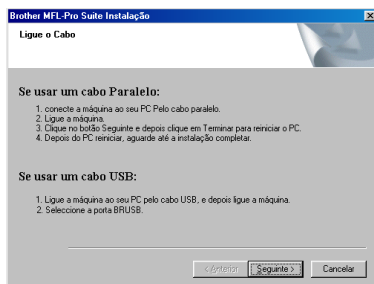 Brother MFL-Pro Suite Instalação
Ligue o Cabo
Se usar um cabo Paralelo:
1. conecte a máquina ao seu PC Pelo cabo paralelo.
2. Ligue a máquina.
3. Clique no botão Seguinte e depois clique em Terminar para reiniciar o PC.
4. Depois do PC reiniciar, aguarde até a instalação completar.
Se usar um cabo USB:
1. Ligue a máquina ao seu PC pelo cabo USB, e depois ligue a máquina.
2. Seleccione a porta BRUSB.
< Anterior Seguinte > Cancelar